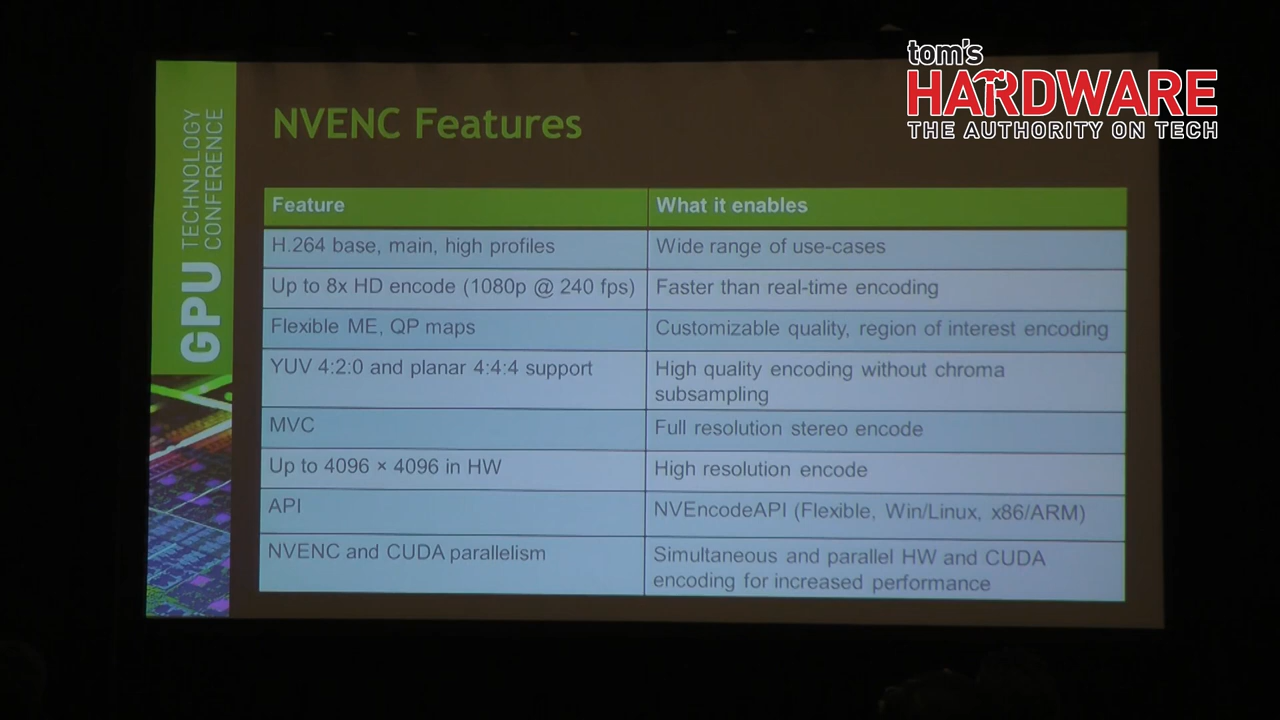 tom's
HARDWARE
THE AUTHORITY ON TECH
GPU TECHNOLOGY
CONFERENCE
NVENC Features
Feature What it enables
H.264 base, main, high profiles Wide range of use-cases
Up to 8x HD encode (1080p @ 240 fps) Faster than real-time encoding
Flexible ME, QP maps Customizable quality, region of interest encoding
YUV 4:2:0 and planar 4:4:4 support High quality encoding without chroma
subsampling
MVC Full resolution stereo encode
Up to 4096 × 4096 in HW High resolution encode
API NVEncodeAPI (Flexible, Win/Linux, x86/ARM)
NVENC and CUDA parallelism Simultaneous and parallel HW and CUDA
encoding for increased performance